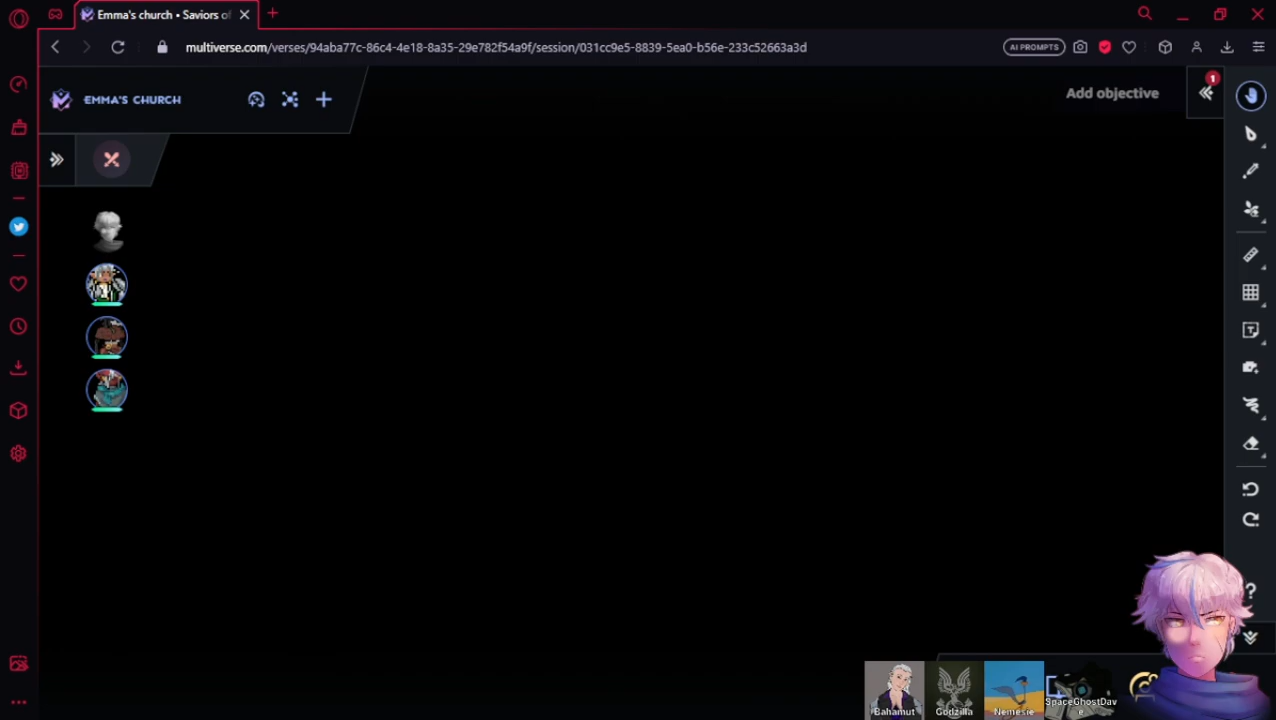 Emma's church • Saviors of
multiverse.com/verses/94aba77c-86c4-4e18-8a35-29e782f54a9f/session/031cc9e5-8839-5ea0-b56e-233c52663a3d
AI PROMPTS
EMMA'S CHURCH
Add objective
1
T
?
Bahamut
Godzilla
Nemesie
SpaceGhostDav
e